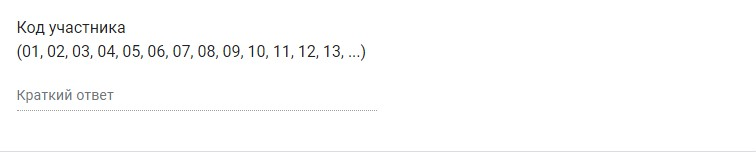 Код участника
(01, 02, 03, 04, 05, 06, 07, 08, 09, 10, 11, 12, 13, ...)
Краткий ответ